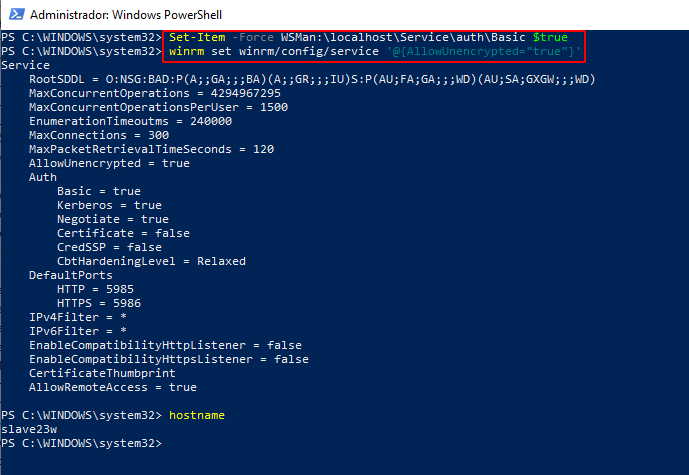 Administrador: Windows PowerShell
PS C:\WINDOWS\system32> Set-Item -Force WSMan:\localhost\Service\auth\Basic $true
PS C:\WINDOWS\system32> winrm set winrm/config/service '@{AllowUnencrypted="true"}'
Service
    RootSDDL = O:NSG:BAD:P(A;;GA;;;BA)(A;;GR;;;IU)S:P(AU;FA;GA;;;WD)(AU;SA;GXGW;;;WD)
    MaxConcurrentOperations = 4294967295
    MaxConcurrentOperationsPerUser = 1500
    EnumerationTimeoutms = 240000
    MaxConnections = 300
    MaxPacketRetrievalTimeSeconds = 120
    AllowUnencrypted = true
    Auth
        Basic = true
        Kerberos = true
        Negotiate = true
        Certificate = false
        CredSSP = false
        CbtHardeningLevel = Relaxed
    DefaultPorts
        HTTP = 5985
        HTTPS = 5986
    IPv4Filter = *
    IPv6Filter = *
    EnableCompatibilityHttpListener = false
    EnableCompatibilityHttpsListener = false
    CertificateThumbprint
    AllowRemoteAccess = true
PS C:\WINDOWS\system32> hostname
slave23w
PS C:\WINDOWS\system32>